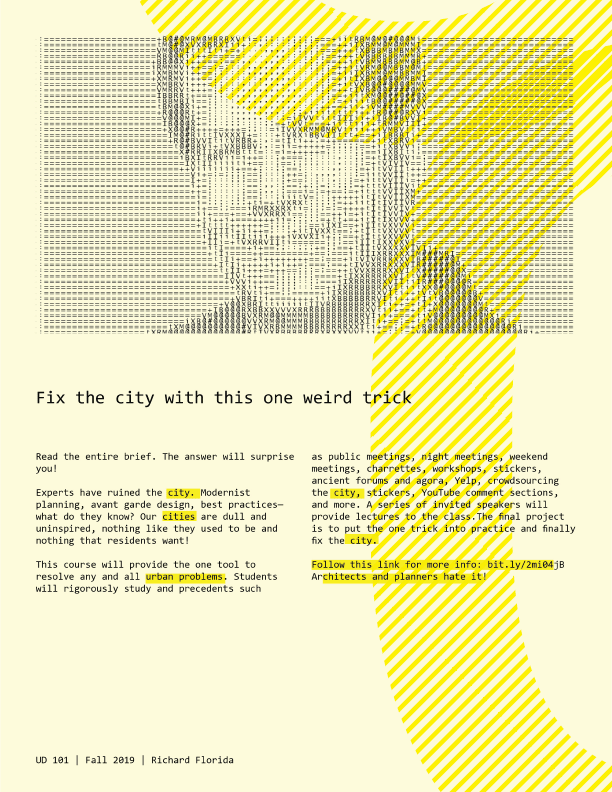 Fix the city with this one weird trick
Read the entire brief. The answer will surprise
you!
Experts have ruined the city. Modernist
planning, avant garde design, best practices—
what do they know? Our cities are dull and
uninspired, nothing like they used to be and
nothing that residents want!
This course will provide the one tool to
resolve any and all urban problems. Students
will rigorously study and precedents such
as public meetings, night meetings, weekend
meetings, charrettes, workshops, stickers,
ancient forums and agora, Yelp, crowdsourcing
the city, stickers, YouTube comment sections,
and more. A series of invited speakers will
provide lectures to the class.The final project
is to put the one trick into practice and finally
fix the city.
Follow this link for more info: bit.ly/2mi04jB
Architects and planners hate it!
UD 101 | Fall 2019 | Richard Florida